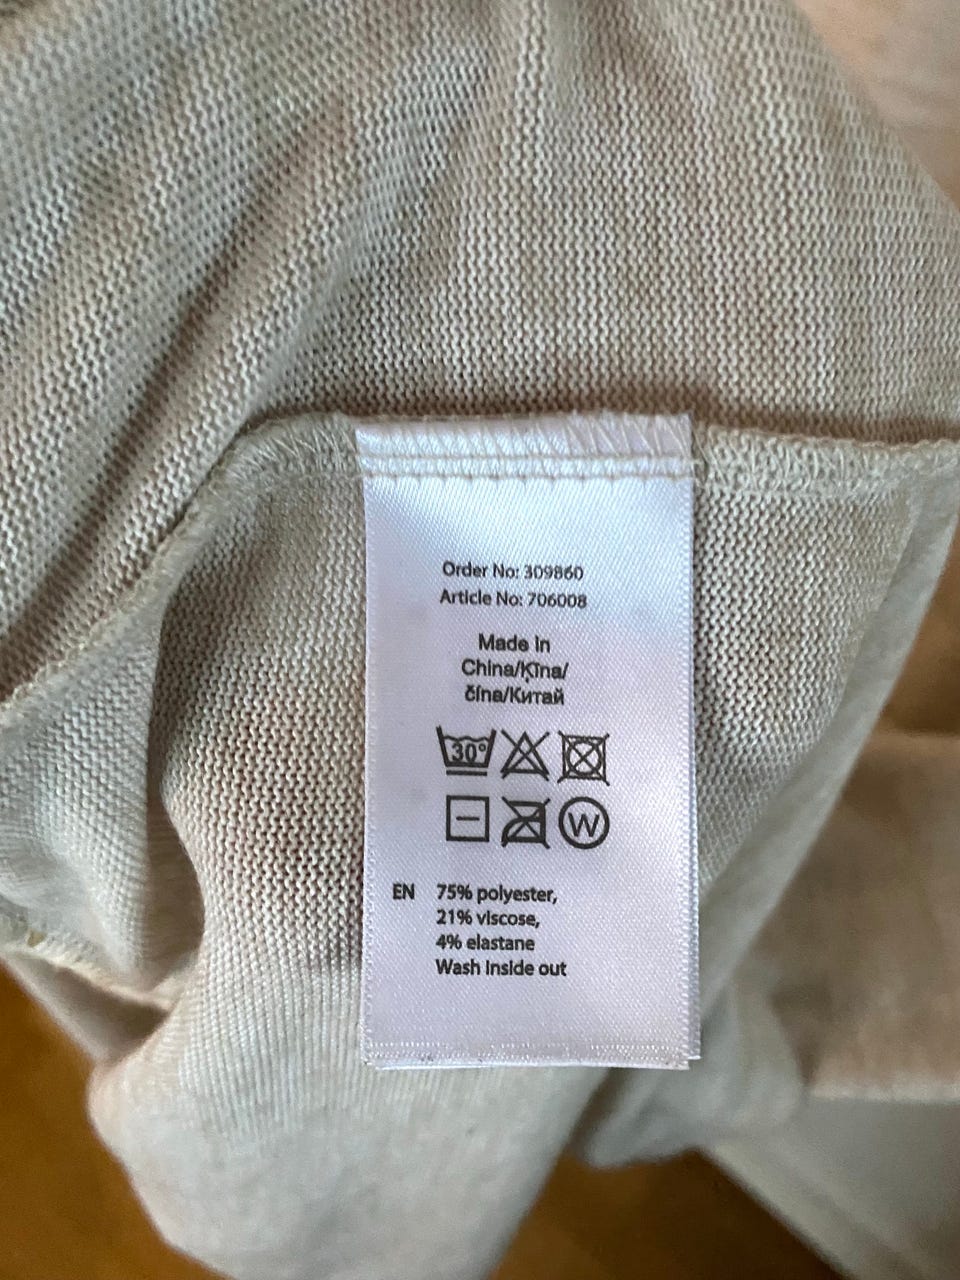 Order No: 309860
Article No: 706008
Made in
China/Ķīna/
čína/Китай
30°
W
EN 75% polyester,
21% viscose,
4% elastane
Wash inside out